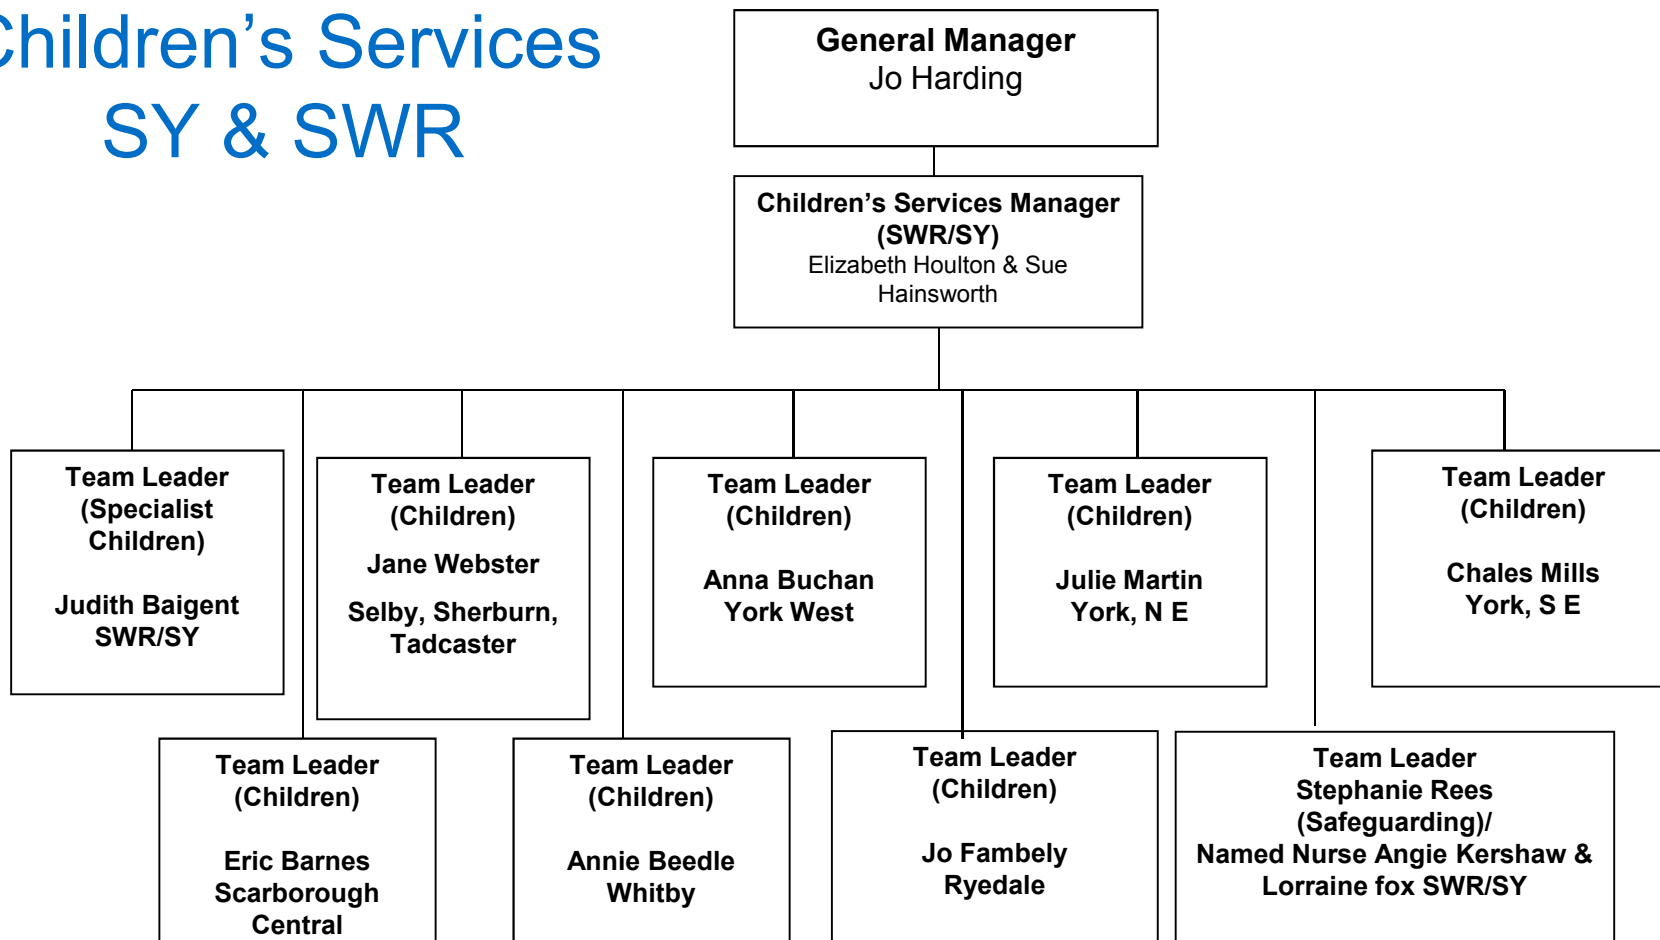 Children’s Services
SY & SWR
General Manager
Jo Harding
Children’s Services Manager
(SWR/SY)
Elizabeth Houlton & Sue
Hainsworth
Team Leader
(Specialist
Children)
Judith Baigent
SWR/SY
Team Leader
(Children)
Jane Webster
Selby, Sherburn,
Tadcaster
Team Leader
(Children)
Anna Buchan
York West
Team Leader
(Children)
Julie Martin
York, N E
Team Leader
(Children)
Chales Mills
York, S E
Team Leader
(Children)
Eric Barnes
Scarborough
Central
Team Leader
(Children)
Annie Beedle
Whitby
Team Leader
(Children)
Jo Fambely
Ryedale
Team Leader
Stephanie Rees
(Safeguarding)/
Named Nurse Angie Kershaw &
Lorraine fox SWR/SY